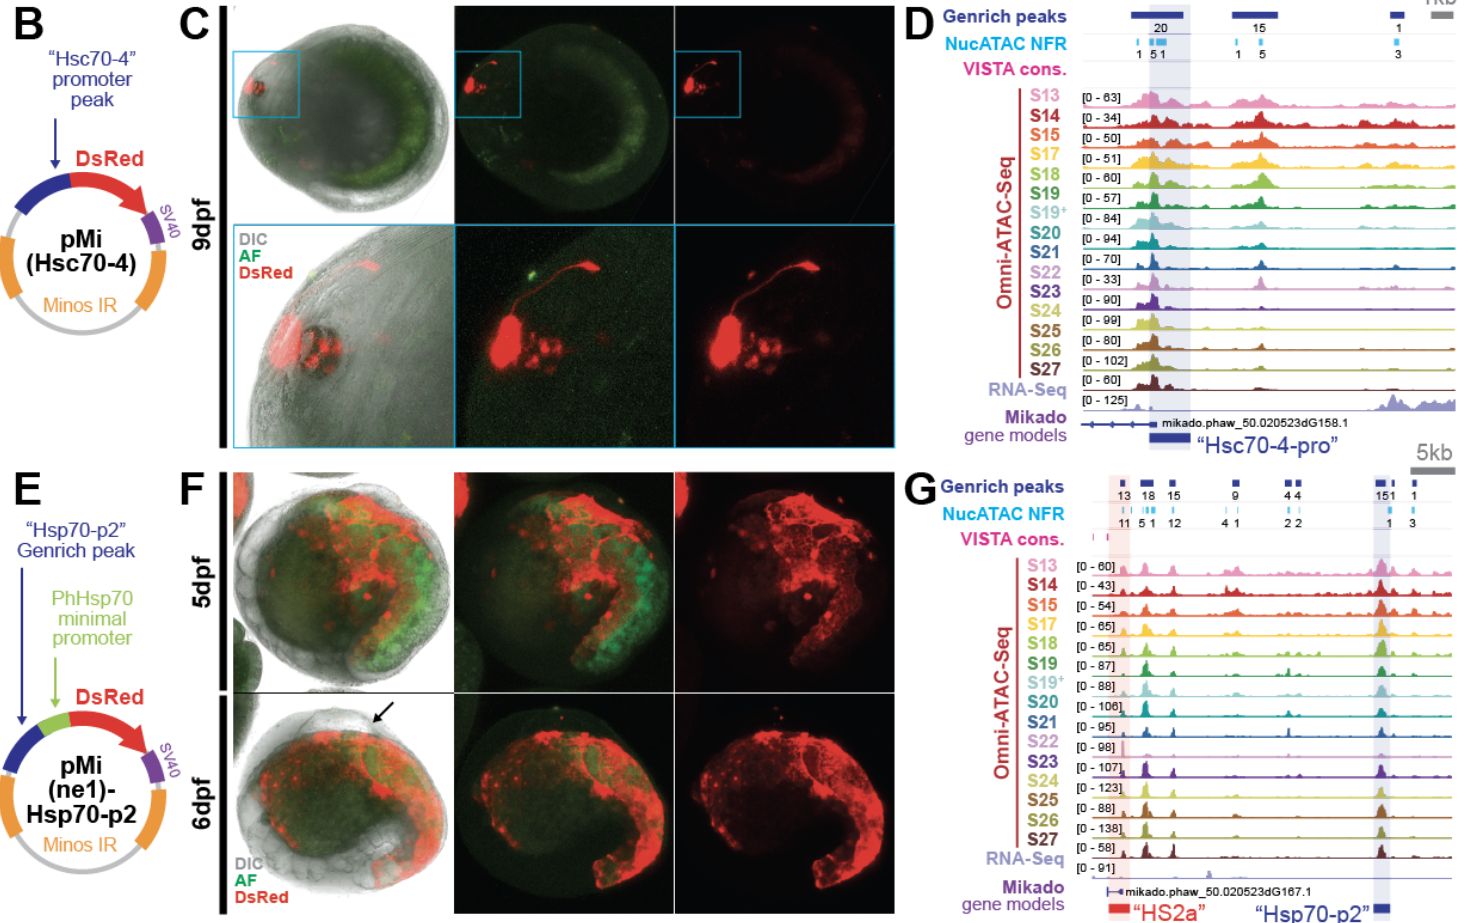 B
"Hsc70-4"
promoter
peak
DsRed
SV40
pMi
(Hsc70-4)
Minos IR
C
9dpf
DIC
AF
DsRed
D
Genrich peaks
20 15 1
NucATAC NFR
1 5 1 1 5 3
VISTA cons.
Omni-ATAC-Seq
S13 [0 - 63]
S14 [0 - 34]
S15 [0 - 50]
S17 [0 - 51]
S18 [0 - 60]
S19 [0 - 57]
S19+ [0 - 84]
S20 [0 - 94]
S21 [0 - 70]
S22 [0 - 33]
S23 [0 - 90]
S24 [0 - 99]
S25 [0 - 80]
S26 [0 - 102]
S27 [0 - 60]
RNA-Seq [0 - 125]
Mikado
gene models
mikado.phaw_50.020523dG158.1
"Hsc70-4-pro"
E
"Hsp70-p2"
Genrich peak
PhHsp70
minimal
promoter
DsRed
SV40
pMi
(ne1)-
Hsp70-p2
Minos IR
F
5dpf
6dpf
DIC
AF
DsRed
5kb
G
Genrich peaks
13 18 15 9 4 4 15 1 1
NucATAC NFR
11 5 1 12 4 1 2 2 1 3
VISTA cons.
Omni-ATAC-Seq
S13 [0 - 60]
S14 [0 - 43]
S15 [0 - 54]
S17 [0 - 65]
S18 [0 - 65]
S19 [0 - 87]
S19+ [0 - 88]
S20 [0 - 106]
S21 [0 - 95]
S22 [0 - 98]
S23 [0 - 107]
S24 [0 - 123]
S25 [0 - 88]
S26 [0 - 138]
S27 [0 - 58]
RNA-Seq [0 - 91]
Mikado
gene models
mikado.phaw_50.020523dG167.1
"HS2a"
"Hsp70-p2"